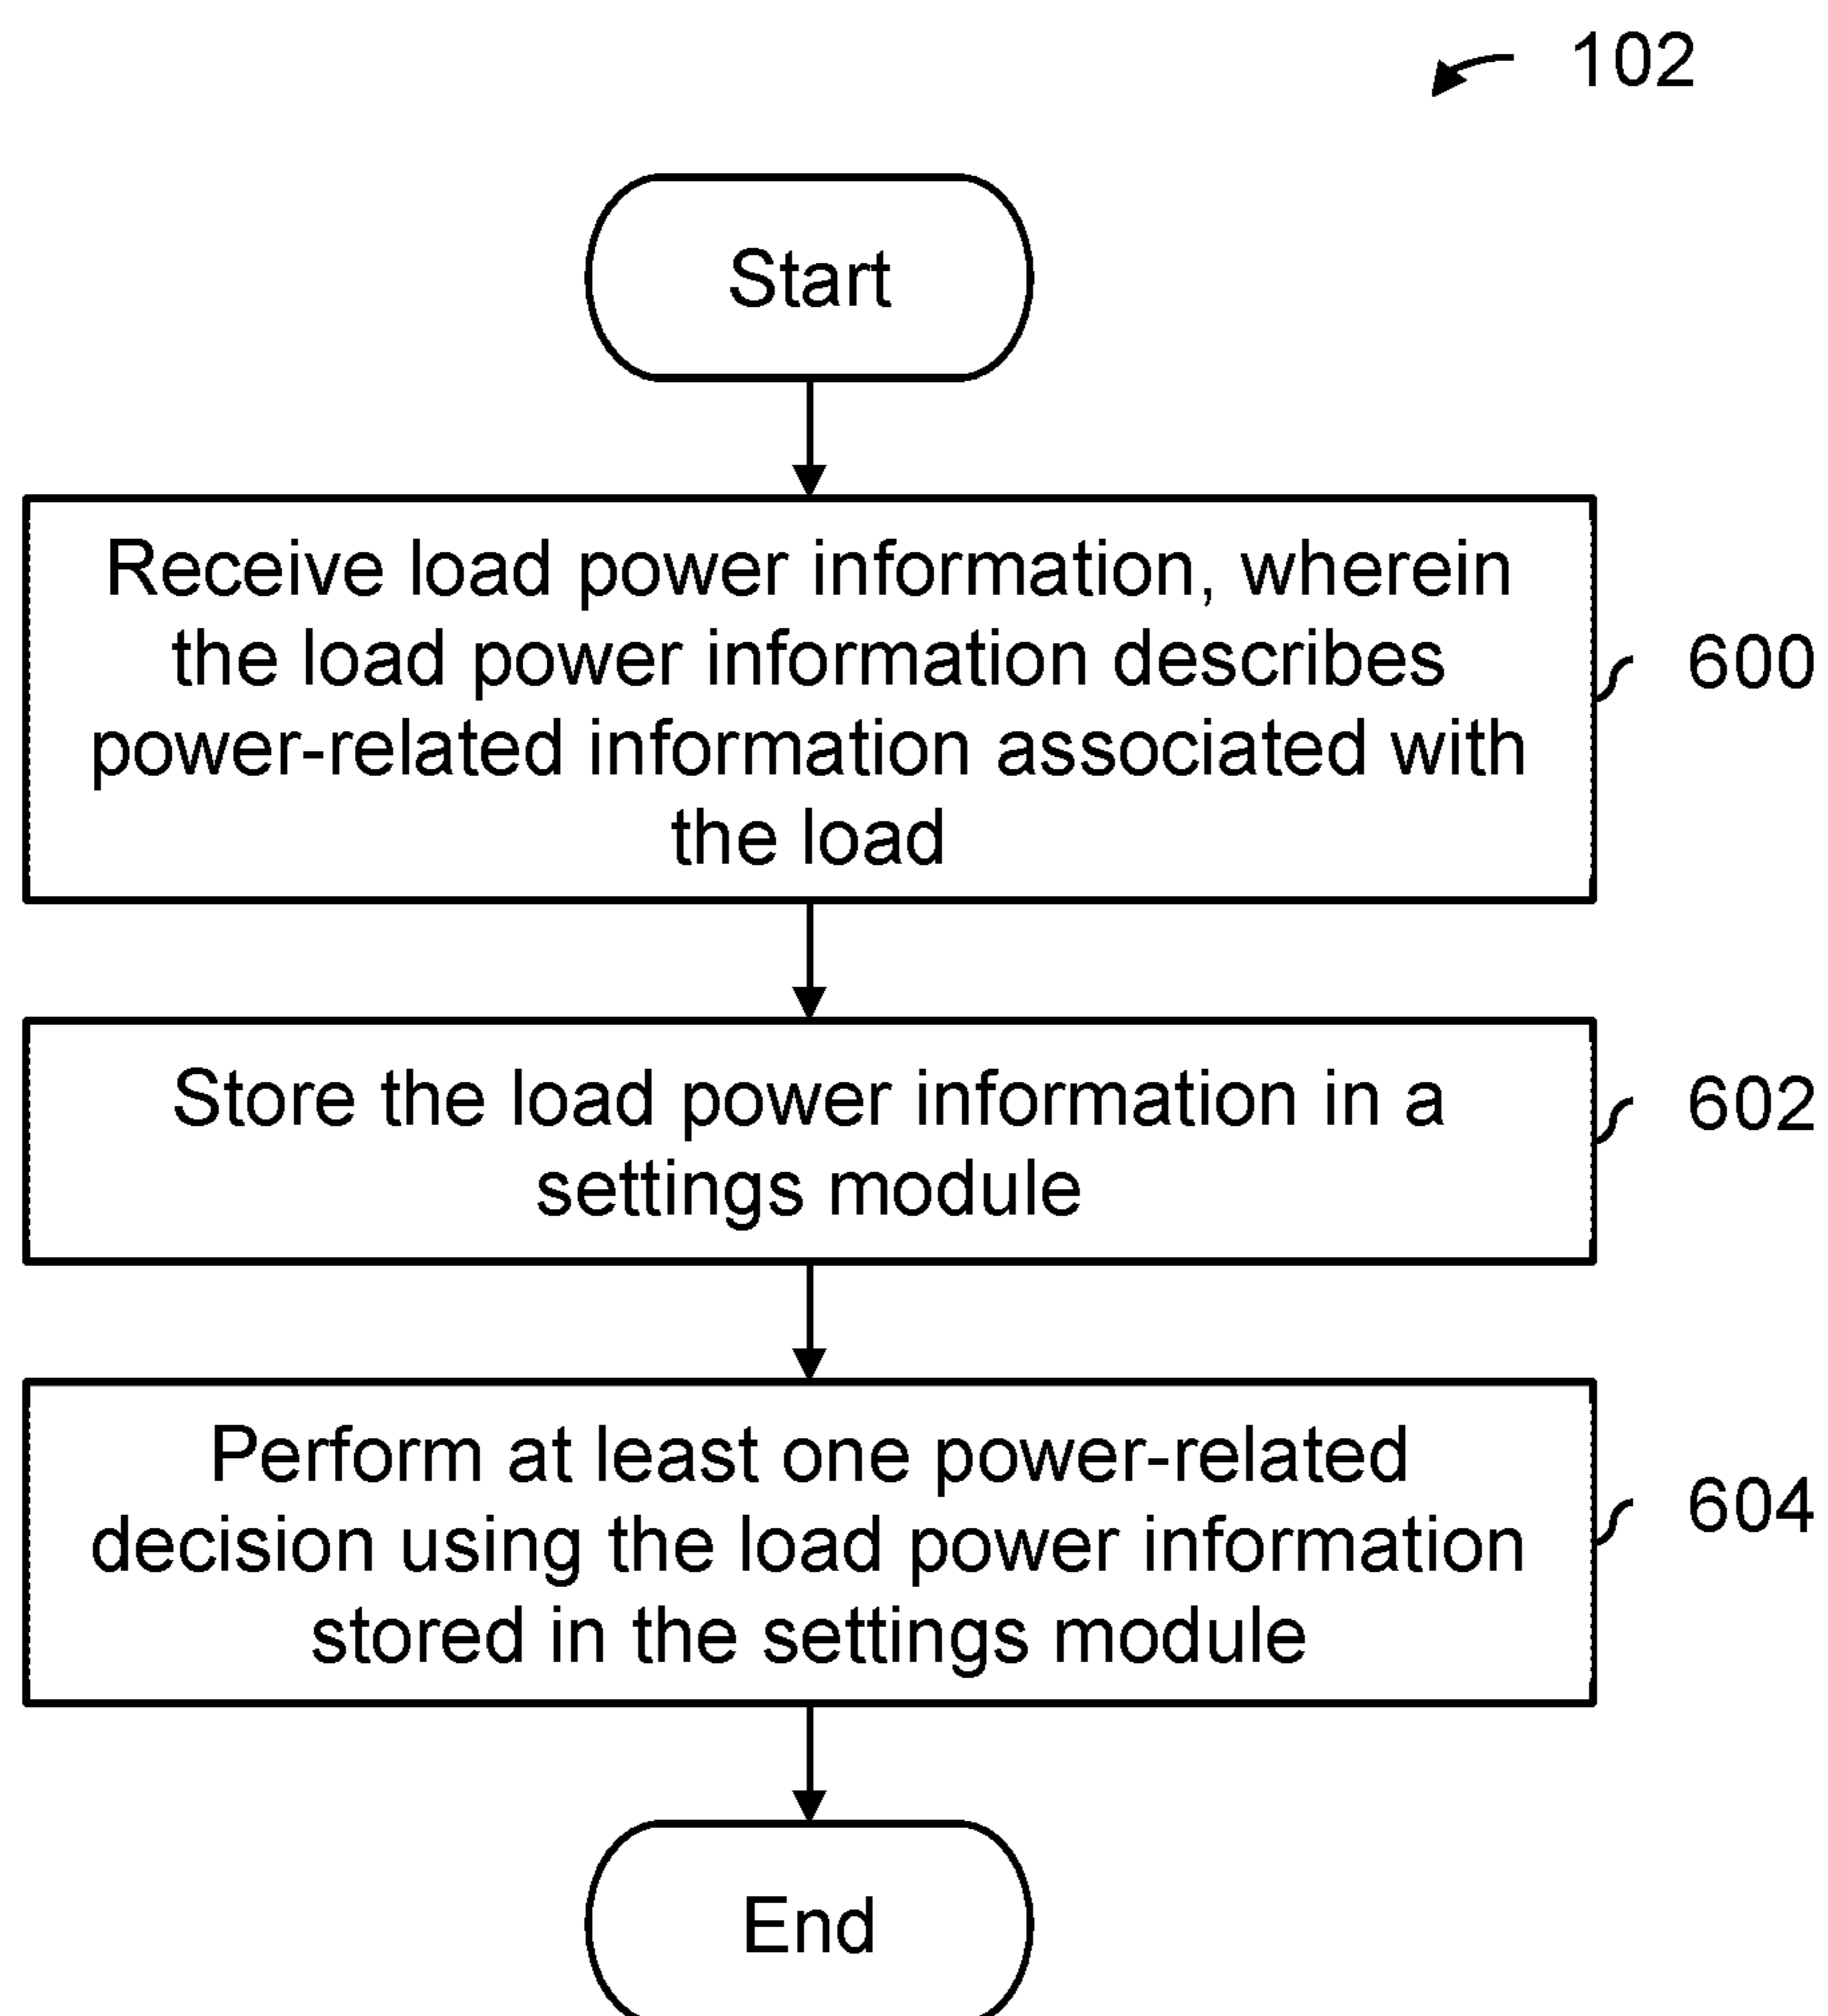 102
Start
Receive load power information, wherein
the load power information describes
power-related information associated with
the load
600
Store the load power information in a
settings module
602
Perform at least one power-related
decision using the load power information
stored in the settings module
604
End